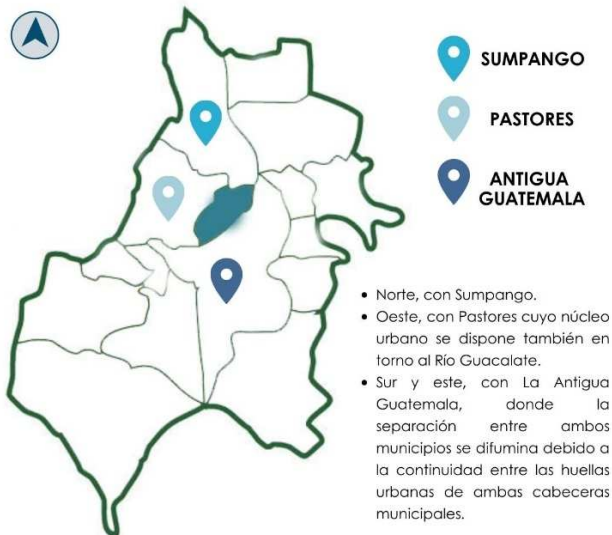 SUMPANGO
PASTORES
ANTIGUA
GUATEMALA
• Norte, con Sumpango.
• Oeste, con Pastores cuyo núcleo
urbano se dispone también en
torno al Río Guacalate.
• Sur y este, con La Antigua
Guatemala, donde la
separación entre ambos
municipios se difumina debido a
la continuidad entre las huellas
urbanas de ambas cabeceras
municipales.